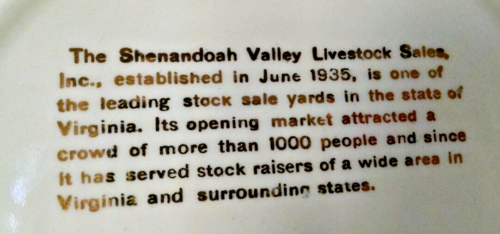 The Shenandoah Valley Livestock Sales,
Inc., established in June 1935, is one of
the leading stock sale yards in the state of
Virginia. Its opening market attracted a
crowd of more than 1000 people and since
it has served stock raisers of a wide area in
Virginia and surrounding states.